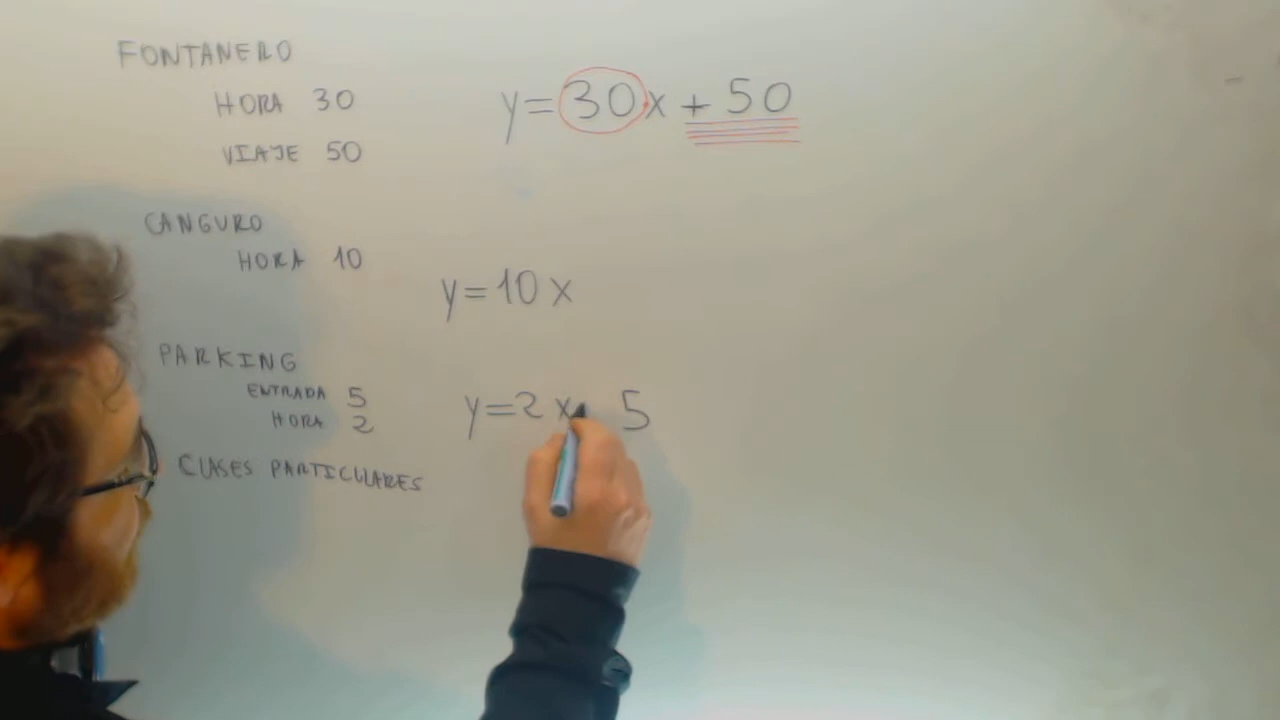 FONTANERO
HORA 30
VIAJE 50
y=30x + 50
CANGURO
HORA 10
y=10x
PARKING
ENTRADA 5
HORA 2
y=2x 5
CLASES PARTICULARES